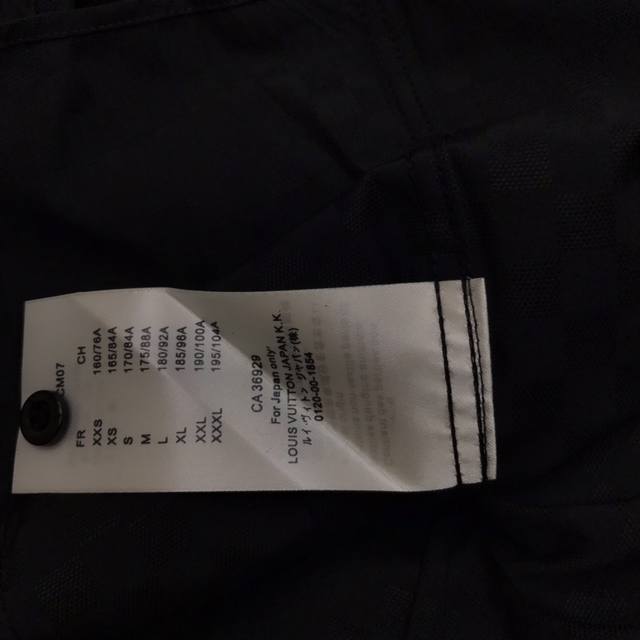 CM07
FR CH
XXS 160/76A
XS 165/84A
S 170/84A
M 175/88A
L 180/92A
XL 185/96A
XXL 190/100A
XXXL 195/104A
CA 36929
For Japan only
LOUIS VUITTON JAPAN K.K.
ルイ・ヴィトン ジャパン(株)
0120-00-1854